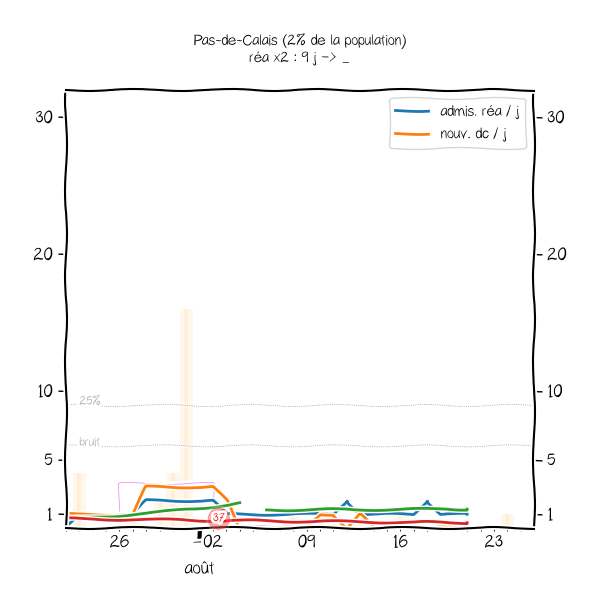 Pas-de-Calais (2% de la population)
réa x2 : 9 j -> _
admis. réa / j
nouv. dc / j
30 30
20 20
10 10
25%
bruit
5 5
1 1
37
26 02 09 16 23
août